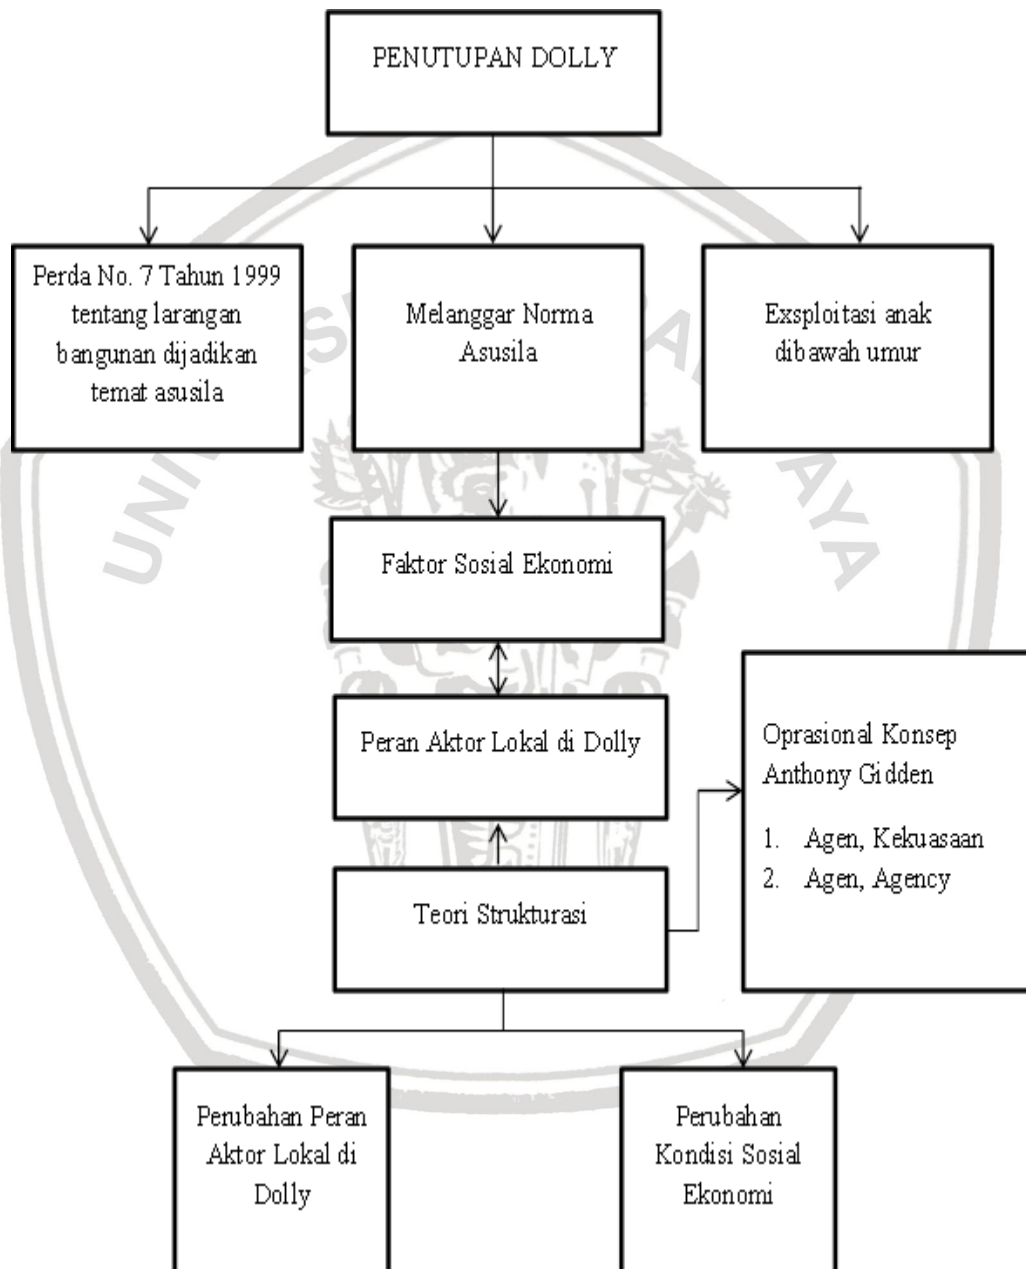 PENUTUPAN DOLLY
Perda No. 7 Tahun 1999
tentang larangan
bangunan dijadikan
temat asusila
Melanggar Norma
Asusila
Exsploitasi anak
dibawah umur
Faktor Sosial Ekonomi
Peran Aktor Lokal di Dolly
Oprasional Konsep
Anthony Gidden
1. Agen, Kekuasaan
2. Agen, Agency
Teori Strukturasi
Perubahan Peran
Aktor Lokal di
Dolly
Perubahan
Kondisi Sosial
Ekonomi